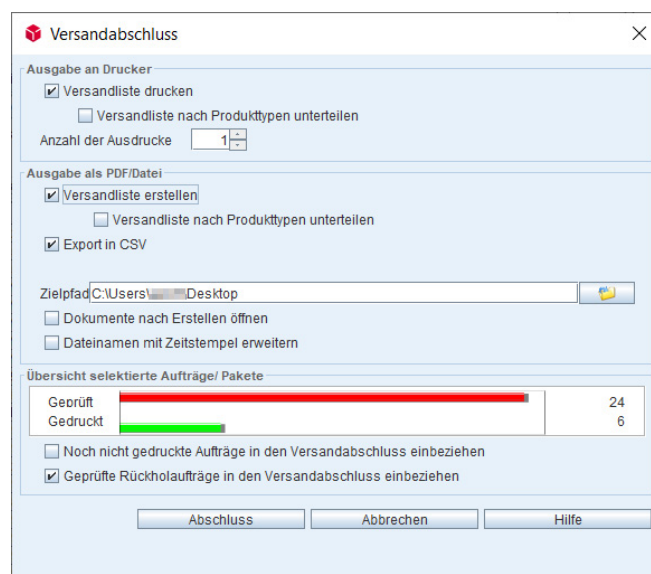 Versandabschluss
Ausgabe an Drucker
Versandliste drucken
Versandliste nach Produkttypen unterteilen
Anzahl der Ausdrucke 1
Ausgabe als PDF/Datei
Versandliste erstellen
Versandliste nach Produkttypen unterteilen
Export in CSV
Zielpfad C:\Users\ Desktop
Dokumente nach Erstellen öffnen
Dateinamen mit Zeitstempel erweitern
Übersicht selektierte Aufträge/ Pakete
Geprüft 24
Gedruckt 6
Noch nicht gedruckte Aufträge in den Versandabschluss einbeziehen
Geprüfte Rückholaufträge in den Versandabschluss einbeziehen
Abschluss Abbrechen Hilfe